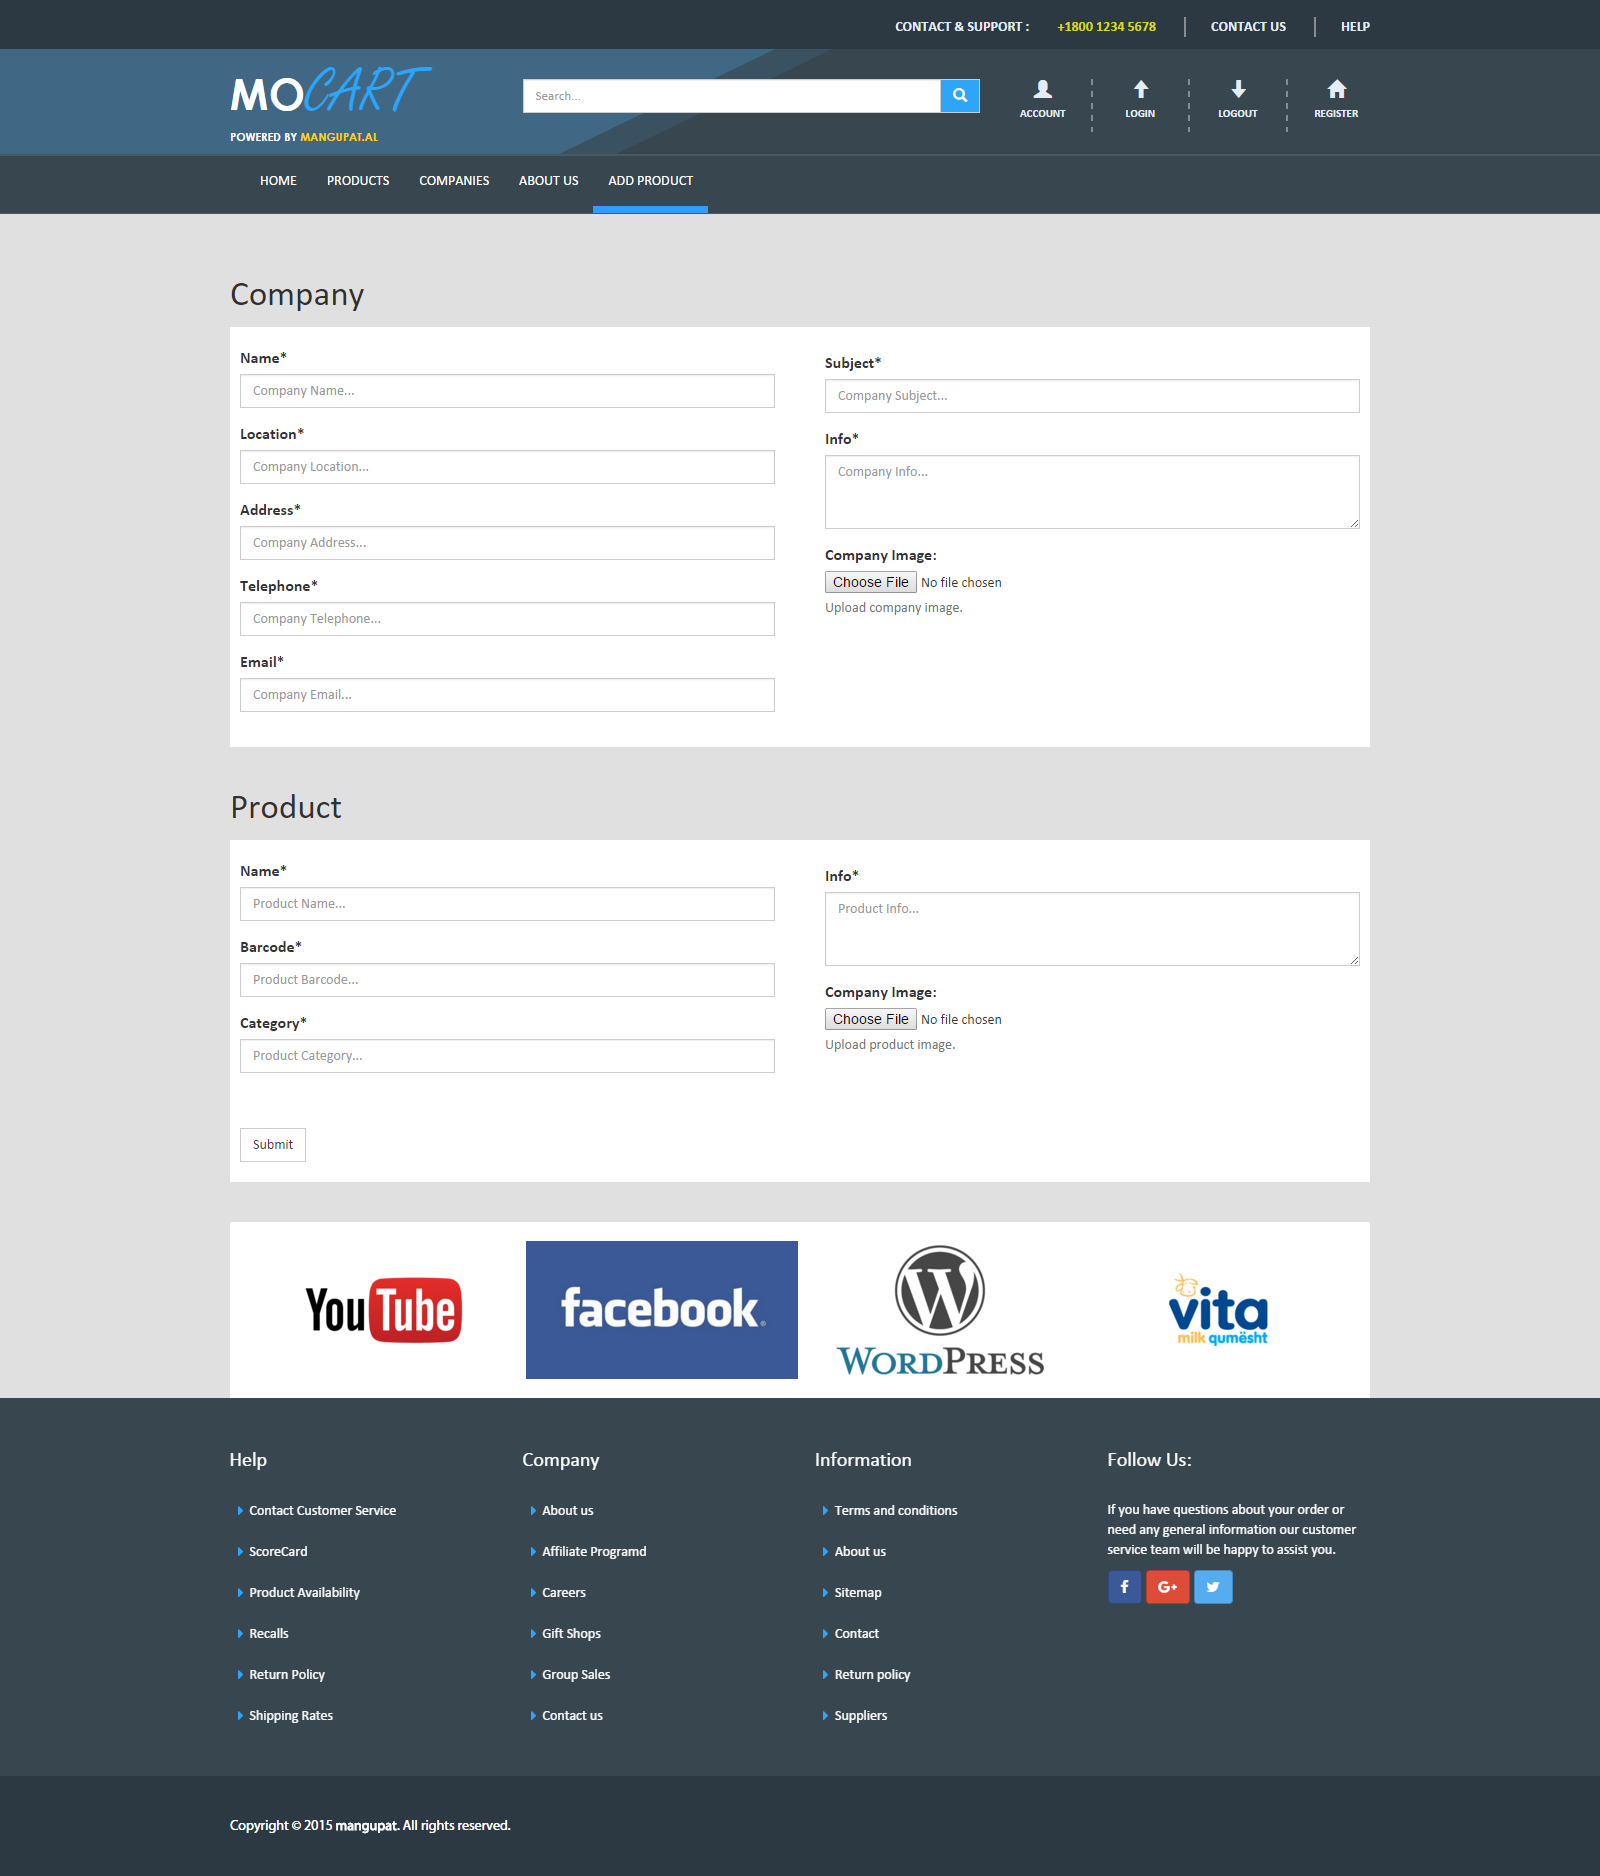 CONTACT & SUPPORT : +1800 1234 5678 CONTACT US HELP
MOCART
Search...
ACCOUNT LOGIN LOGOUT REGISTER
POWERED BY MANGUPAT.AL
HOME PRODUCTS COMPANIES ABOUT US ADD PRODUCT
Company
Name*
Company Name...
Location*
Company Location...
Address*
Company Address...
Telephone*
Company Telephone...
Email*
Company Email...
Subject*
Company Subject...
Info*
Company Info...
Company Image:
Choose File No file chosen
Upload company image.
Product
Name*
Product Name...
Barcode*
Product Barcode...
Category*
Product Category...
Info*
Product Info...
Company Image:
Choose File No file chosen
Upload product image.
Submit
YouTube
facebook®
WORDPRESS
vita
milk qumësht
Help
Contact Customer Service
ScoreCard
Product Availability
Recalls
Return Policy
Shipping Rates
Company
About us
Affiliate Programd
Careers
Gift Shops
Group Sales
Contact us
Information
Terms and conditions
About us
Sitemap
Contact
Return policy
Suppliers
Follow Us:
If you have questions about your order or
need any general information our customer
service team will be happy to assist you.
Copyright © 2015 mangupat. All rights reserved.